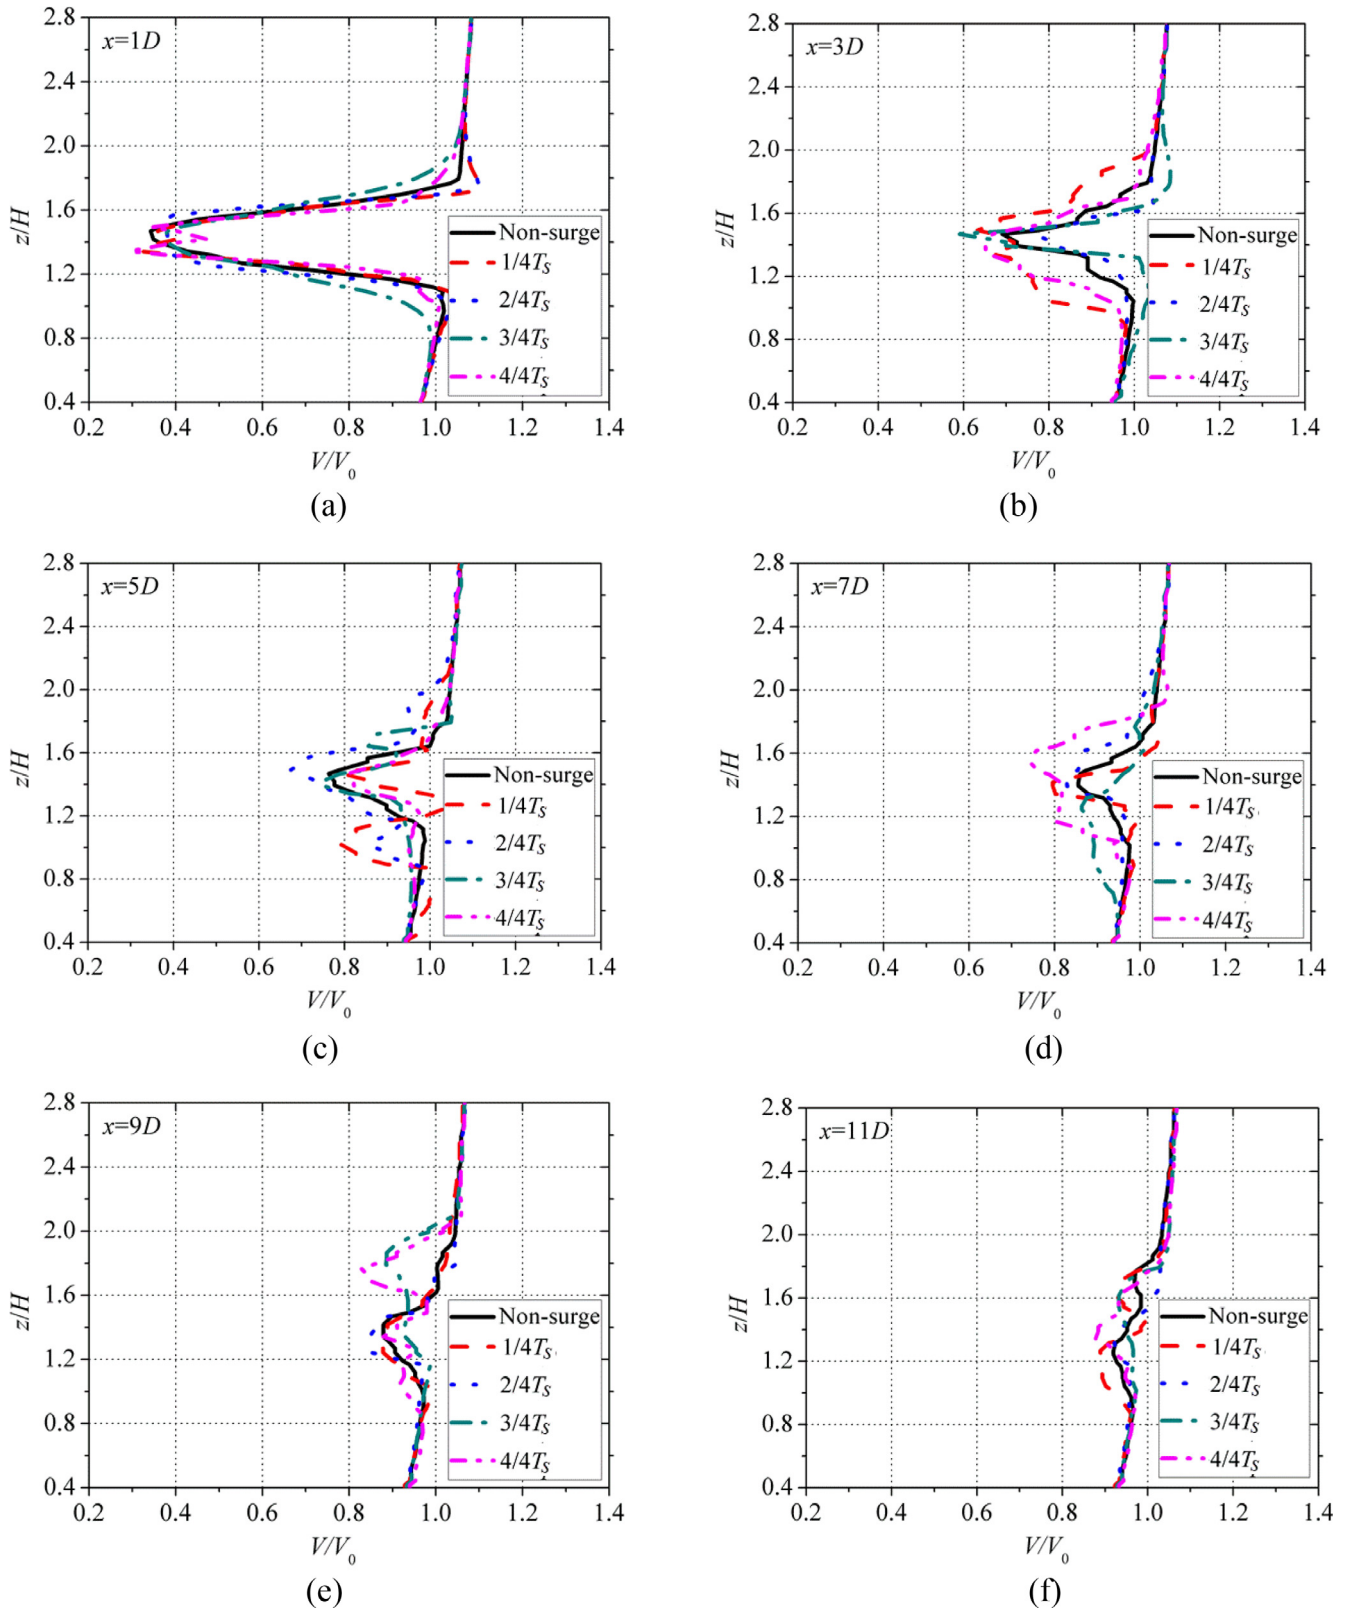 x=1D
2.8
2.4
2.0
1.6
1.2
0.8
0.4
z/H
0.2 0.4 0.6 0.8 1.0 1.2 1.4
V/V0
Non-surge
1/4TS
2/4TS
3/4TS
4/4TS
(a)
x=3D
2.8
2.4
2.0
1.6
1.2
0.8
0.4
z/H
0.2 0.4 0.6 0.8 1.0 1.2 1.4
V/V0
Non-surge
1/4TS
2/4TS
3/4TS
4/4TS
(b)
x=5D
2.8
2.4
2.0
1.6
1.2
0.8
0.4
z/H
0.2 0.4 0.6 0.8 1.0 1.2 1.4
V/V0
Non-surge
1/4TS
2/4TS
3/4TS
4/4TS
(c)
x=7D
2.8
2.4
2.0
1.6
1.2
0.8
0.4
z/H
0.2 0.4 0.6 0.8 1.0 1.2 1.4
V/V0
Non-surge
1/4TS
2/4TS
3/4TS
4/4TS
(d)
x=9D
2.8
2.4
2.0
1.6
1.2
0.8
0.4
z/H
0.2 0.4 0.6 0.8 1.0 1.2 1.4
V/V0
Non-surge
1/4TS
2/4TS
3/4TS
4/4TS
(e)
x=11D
2.8
2.4
2.0
1.6
1.2
0.8
0.4
z/H
0.2 0.4 0.6 0.8 1.0 1.2 1.4
V/V0
Non-surge
1/4TS
2/4TS
3/4TS
4/4TS
(f)